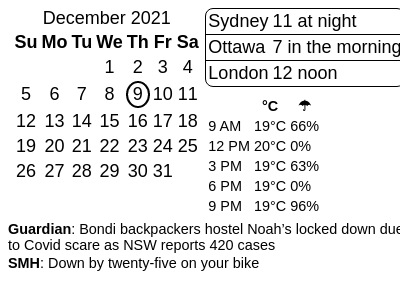 December 2021
Su Mo Tu We Th Fr Sa
1 2 3 4
5 6 7 8 9 10 11
12 13 14 15 16 17 18
19 20 21 22 23 24 25
26 27 28 29 30 31
Sydney 11 at night
Ottawa 7 in the morning
London 12 noon
°C ☂
9 AM 19°C 66%
12 PM 20°C 0%
3 PM 19°C 63%
6 PM 19°C 0%
9 PM 19°C 96%
Guardian: Bondi backpackers hostel Noah's locked down due
to Covid scare as NSW reports 420 cases
SMH: Down by twenty-five on your bike